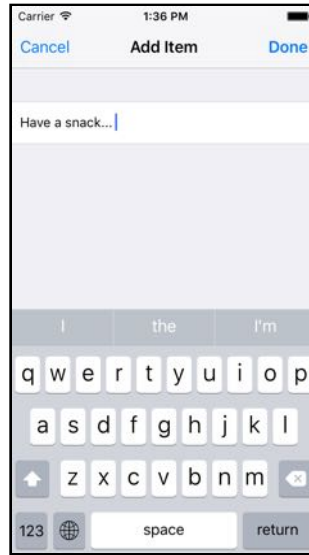 Carrier 1:36 PM
Cancel Add Item Done
Have a snack...
I the I'm
q w e r t y u i o p
a s d f g h j k l
z x c v b n m
123 space return